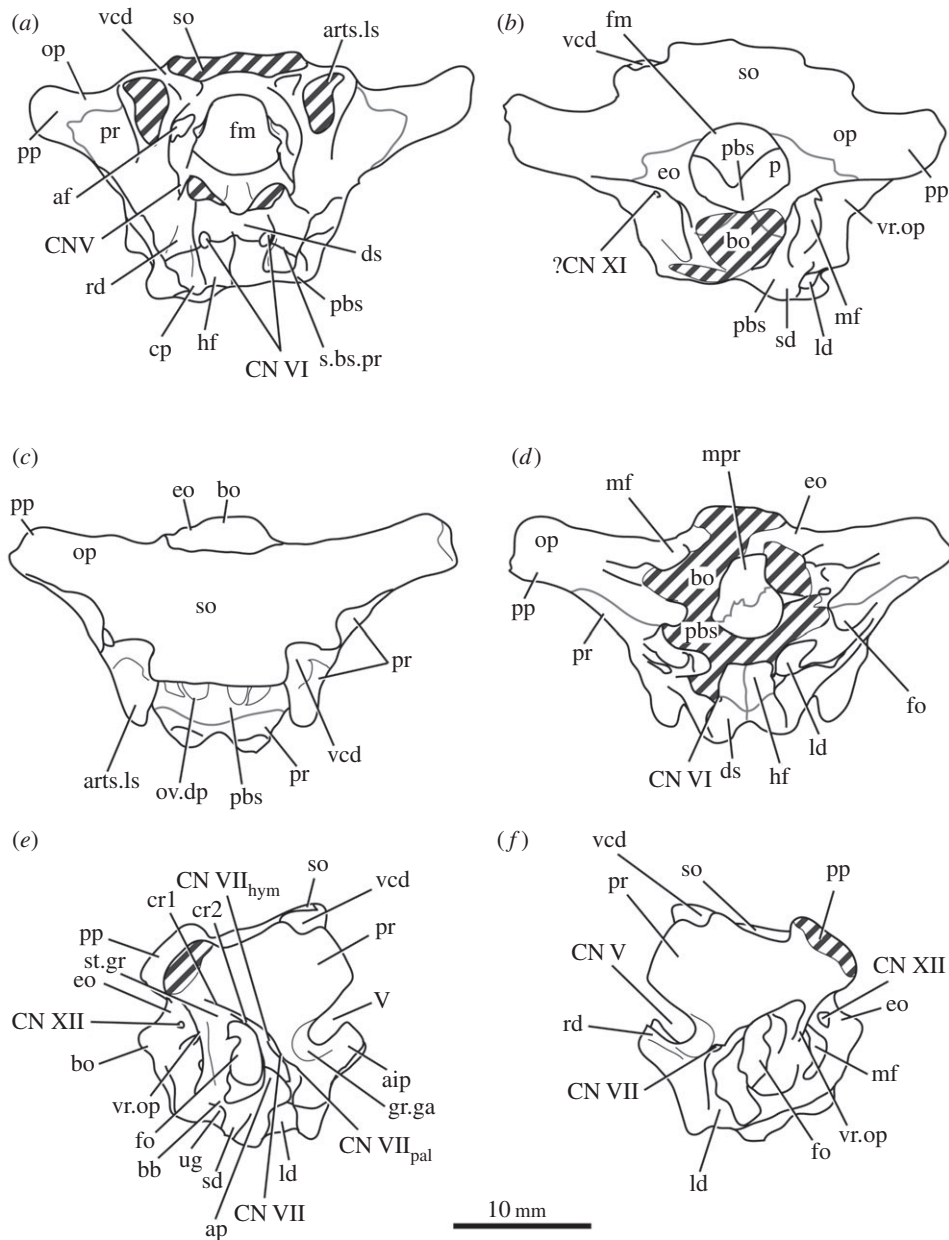 (a)
vcd so arts.ls
op
pp pr fm
af
CNV
rd ds
cp hf pbs
CN VI s.bs.pr
(b)
fm
vcd
so
op
pbs
eo p
pp
vr.op
bo
?CN XI
pbs sd ld mf
(c)
eo bo
pp
op
so
pr
vcd
arts.ls ov.dp pbs pr
(d)
mpr
mf eo
op
bo
pp
pbs
pr
fo
ld
CN VI ds hf
(e)
CN VIIhym so
cr1 cr2 vcd
pp pr
st.gr
eo V
CN XII
bo
aip
vr.op gr.ga
fo
bb CN VIIpal
ug
sd ld
ap CN VII
(f)
vcd
so
pr pp
CN V CN XII
rd eo
CN VII mf
vr.op
fo
ld
10 mm